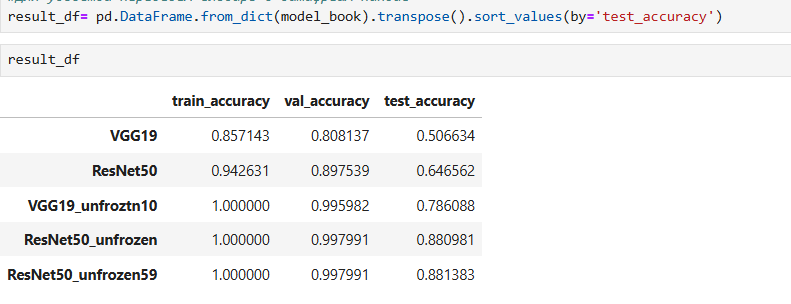 result_df= pd.DataFrame.from_dict(model_book).transpose().sort_values(by='test_accuracy')
result_df
train_accuracy val_accuracy test_accuracy
VGG19 0.857143 0.808137 0.506634
ResNet50 0.942631 0.897539 0.646562
VGG19_unfroztn10 1.000000 0.995982 0.786088
ResNet50_unfrozen 1.000000 0.997991 0.880981
ResNet50_unfrozen59 1.000000 0.997991 0.881383